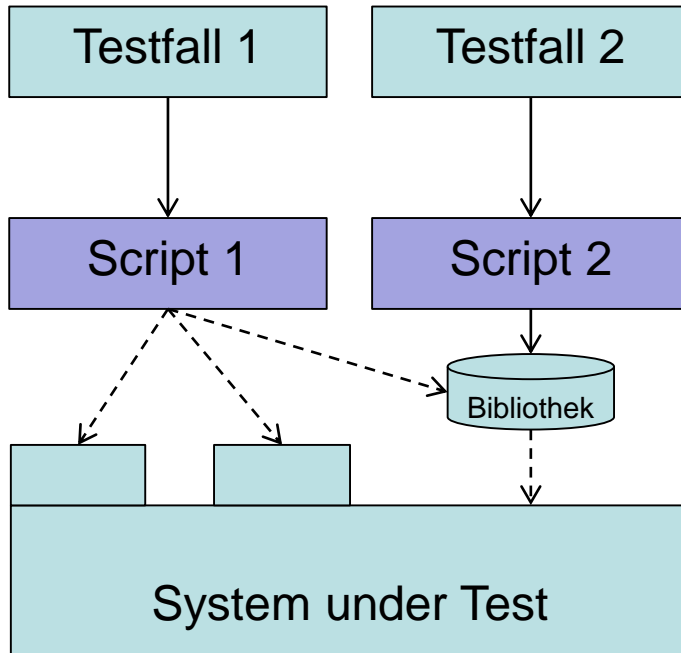 Testfall 1
Testfall 2
Script 1
Script 2
Bibliothek
System under Test